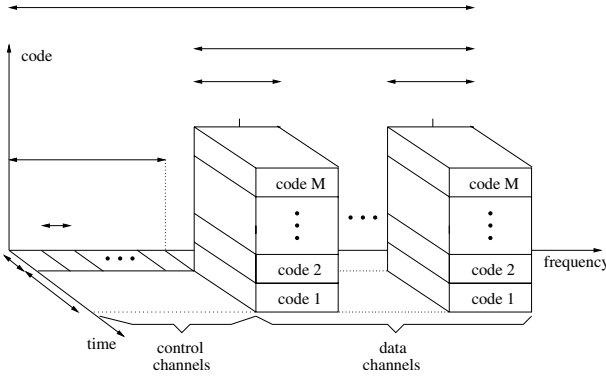 code
code M
code M
• • •
code 2
code 2
frequency
code 1
code 1
time
control
channels
data
channels